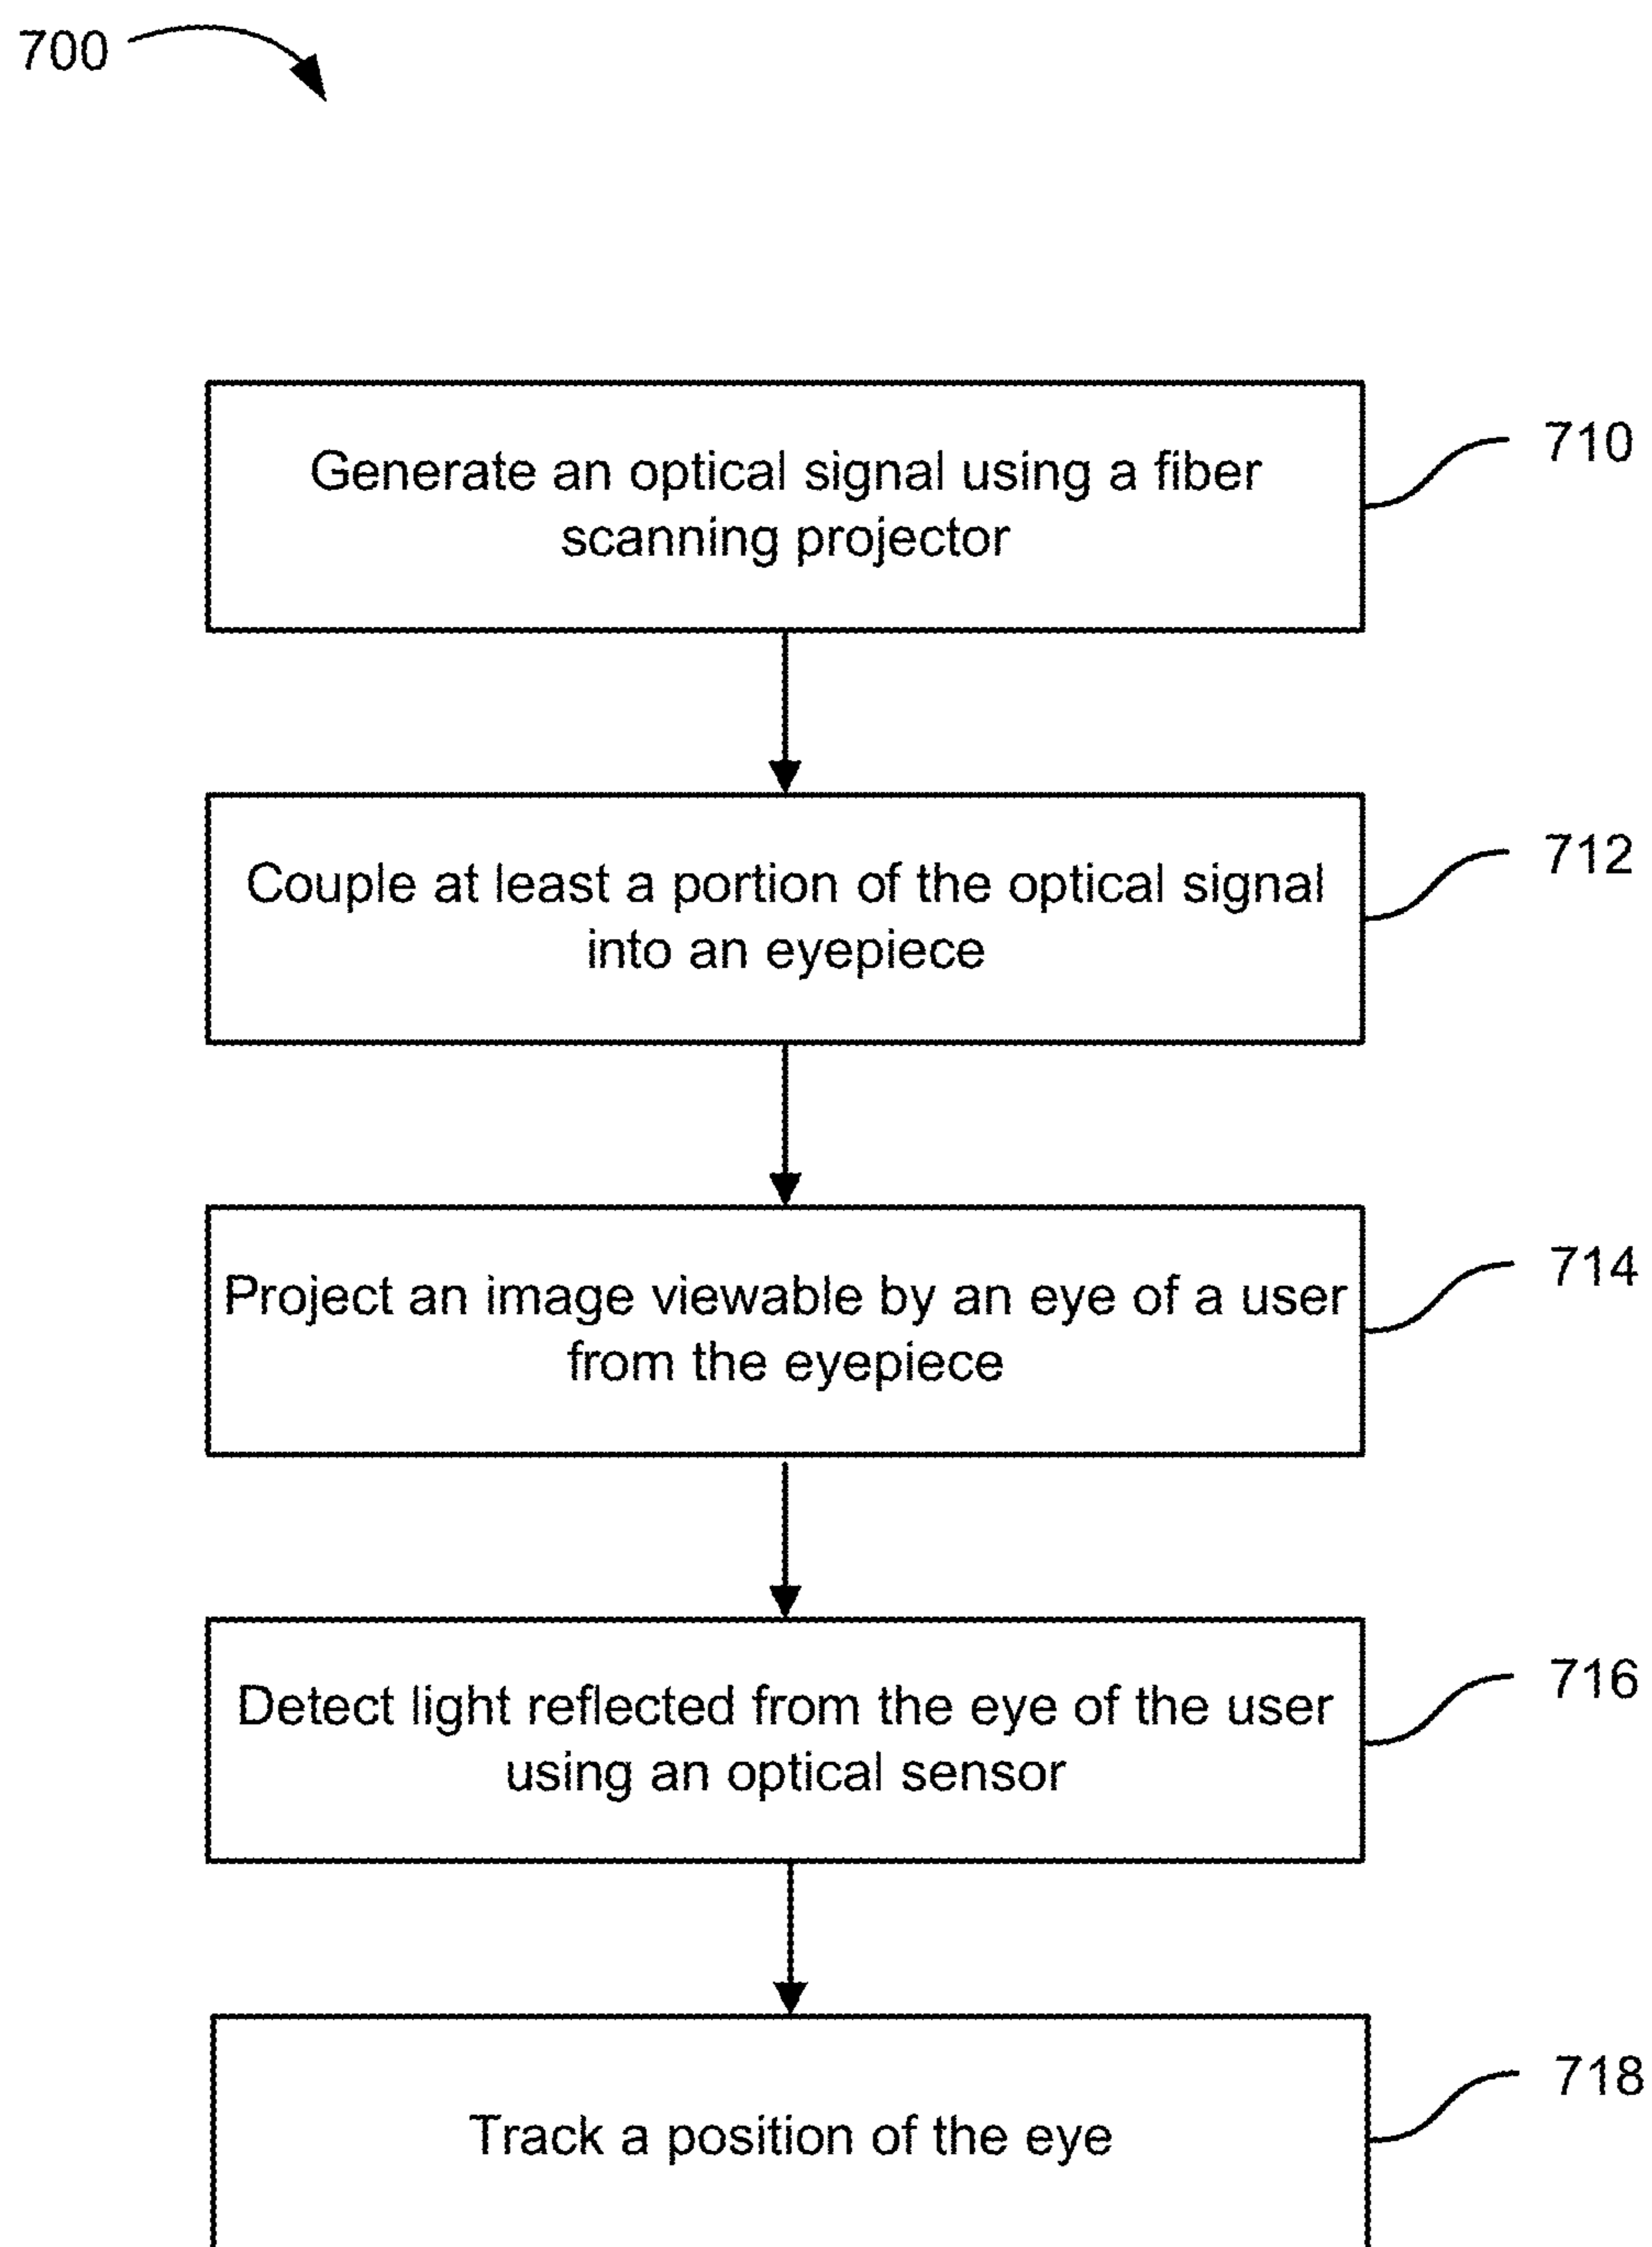 700
Generate an optical signal using a fiber
scanning projector
710
Couple at least a portion of the optical signal
into an eyepiece
712
Project an image viewable by an eye of a user
from the eyepiece
714
Detect light reflected from the eye of the user
using an optical sensor
716
Track a position of the eye
718